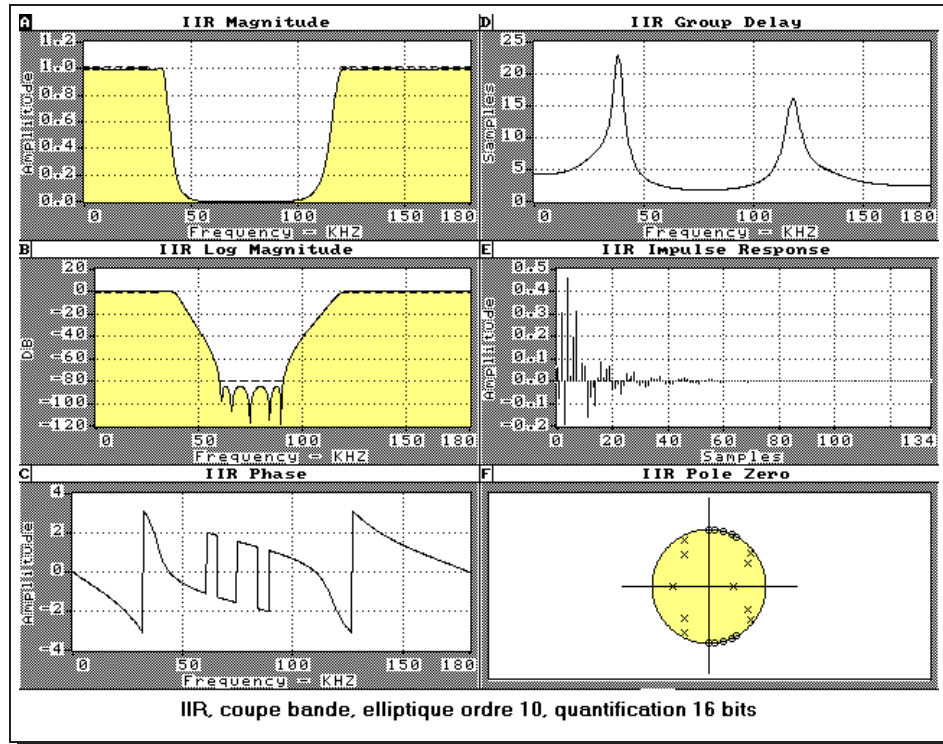 A IIR Magnitude
1.2
1.0
0.8
0.6
0.4
0.2
0.0
Amplitude
0 50 100 150 180
Frequency - KHZ
D IIR Group Delay
25
20
15
10
5
0
Samples
0 50 100 150 180
Frequency - KHZ
B IIR Log Magnitude
20
0
-20
-40
-60
-80
-100
-120
DB
0 50 100 150 180
Frequency - KHZ
E IIR Impulse Response
0.5
0.4
0.3
0.2
0.1
0.0
-0.1
-0.2
Amplitude
0 20 40 60 80 100 134
Samples
C IIR Phase
4
2
0
-2
-4
Amplitude
0 50 100 150 180
Frequency - KHZ
F IIR Pole Zero
IIR, coupe bande, elliptique ordre 10, quantification 16 bits